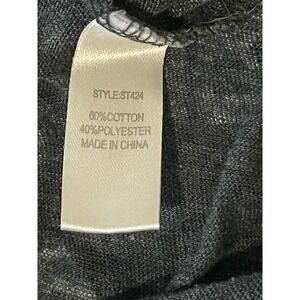 STYLE:ST424
60%COTTON
40%POLYESTER
MADE IN CHINA